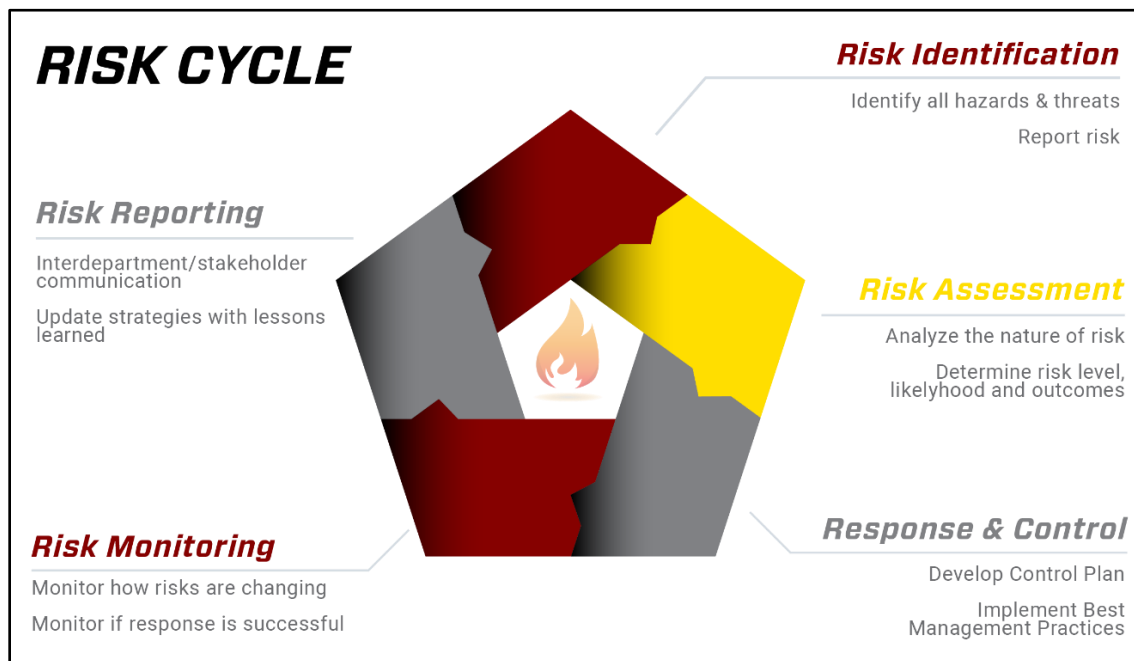 RISK CYCLE
Risk Identification
Identify all hazards & threats
Report risk
Risk Assessment
Analyze the nature of risk
Determine risk level,
likelyhood and outcomes
Response & Control
Develop Control Plan
Implement Best
Management Practices
Risk Monitoring
Monitor how risks are changing
Monitor if response is successful
Risk Reporting
Interdepartment/stakeholder
communication
Update strategies with lessons
learned